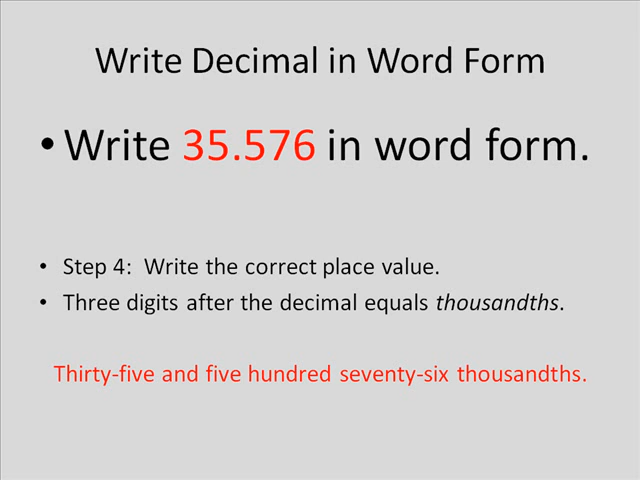 Write Decimal in Word Form
• Write 35.576 in word form.
• Step 4: Write the correct place value.
• Three digits after the decimal equals thousandths.
Thirty-five and five hundred seventy-six thousandths.